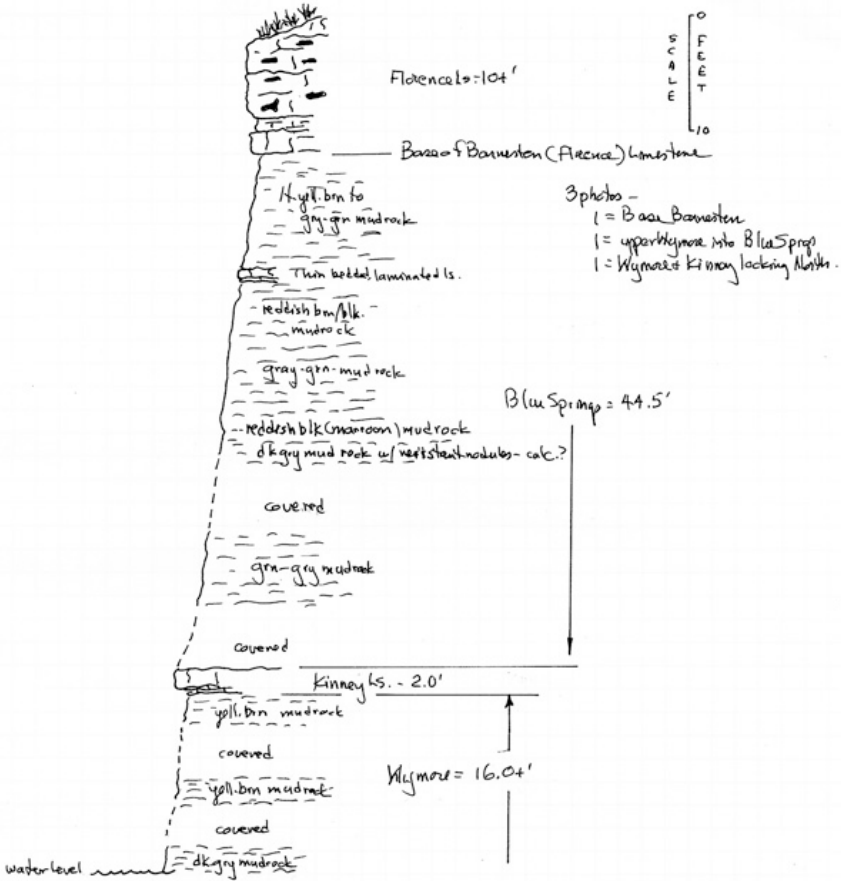 0
SCALE
FEET
10
Florence Ls. 10+'
Base of Barneston (Florence) Limestone
lt. yell. brn to
gry-grn mudrock
3 photos -
1 = Base Barneston
1 = upper Wymore into Blue Sprgs
1 = Wymore & Kinney looking North.
Thin bedded laminated ls.
reddish brn/blk.
mudrock
gray-grn-mudrock
Blue Springs = 44.5'
reddish blk (maroon) mudrock
dk gry mud rock w/ nodules - calc.?
covered
grn-gry mudrock
covered
Kinney Ls. - 2.0'
yell. brn mudrock
covered
Wymore = 16.0+'
yell. brn mudrock
covered
water level
dk gry mudrock